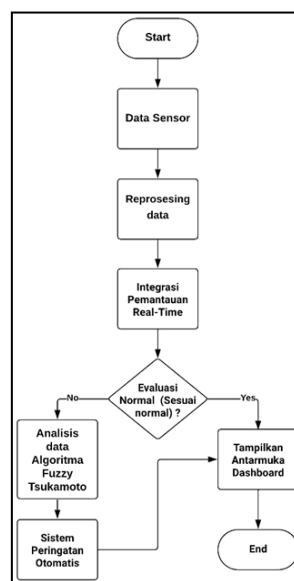 Start
Data Sensor
Reprosesing
data
Integrasi
Pemantauan
Real-Time
Evaluasi
Normal (Sesuai
normal) ?
No
Yes
Analisis
data
Algoritma
Fuzzy
Tsukamoto
Tampilkan
Antarmuka
Dashboard
Sistem
Peringatan
Otomatis
End